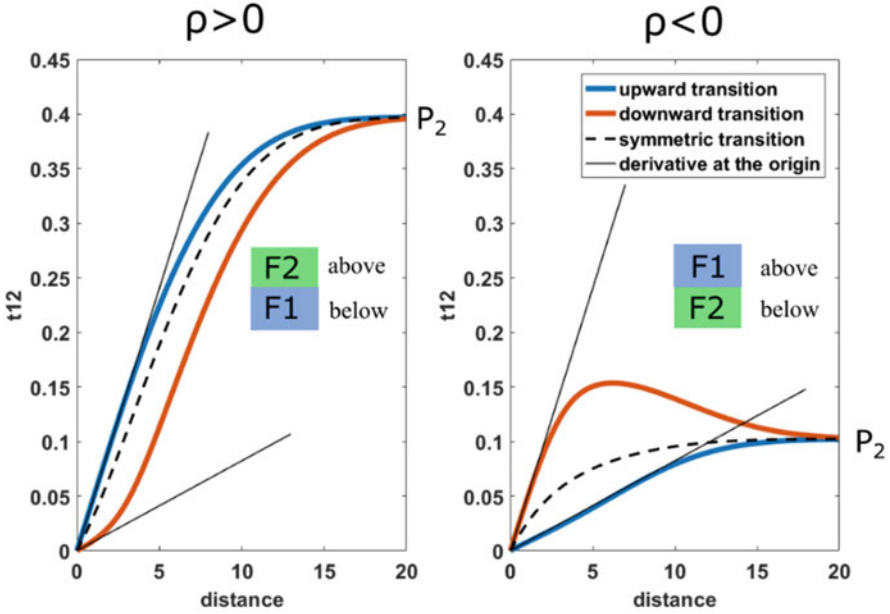 ρ>0
0.45
0.4
0.35
0.3
0.25
0.2
0.15
0.1
0.05
0
t12
0
5
10
15
20
distance
P2
F2 above
F1 below
ρ<0
0.45
0.4
0.35
0.3
0.25
0.2
0.15
0.1
0.05
0
t12
0
5
10
15
20
distance
upward transition
downward transition
symmetric transition
derivative at the origin
F1 above
F2 below
P2